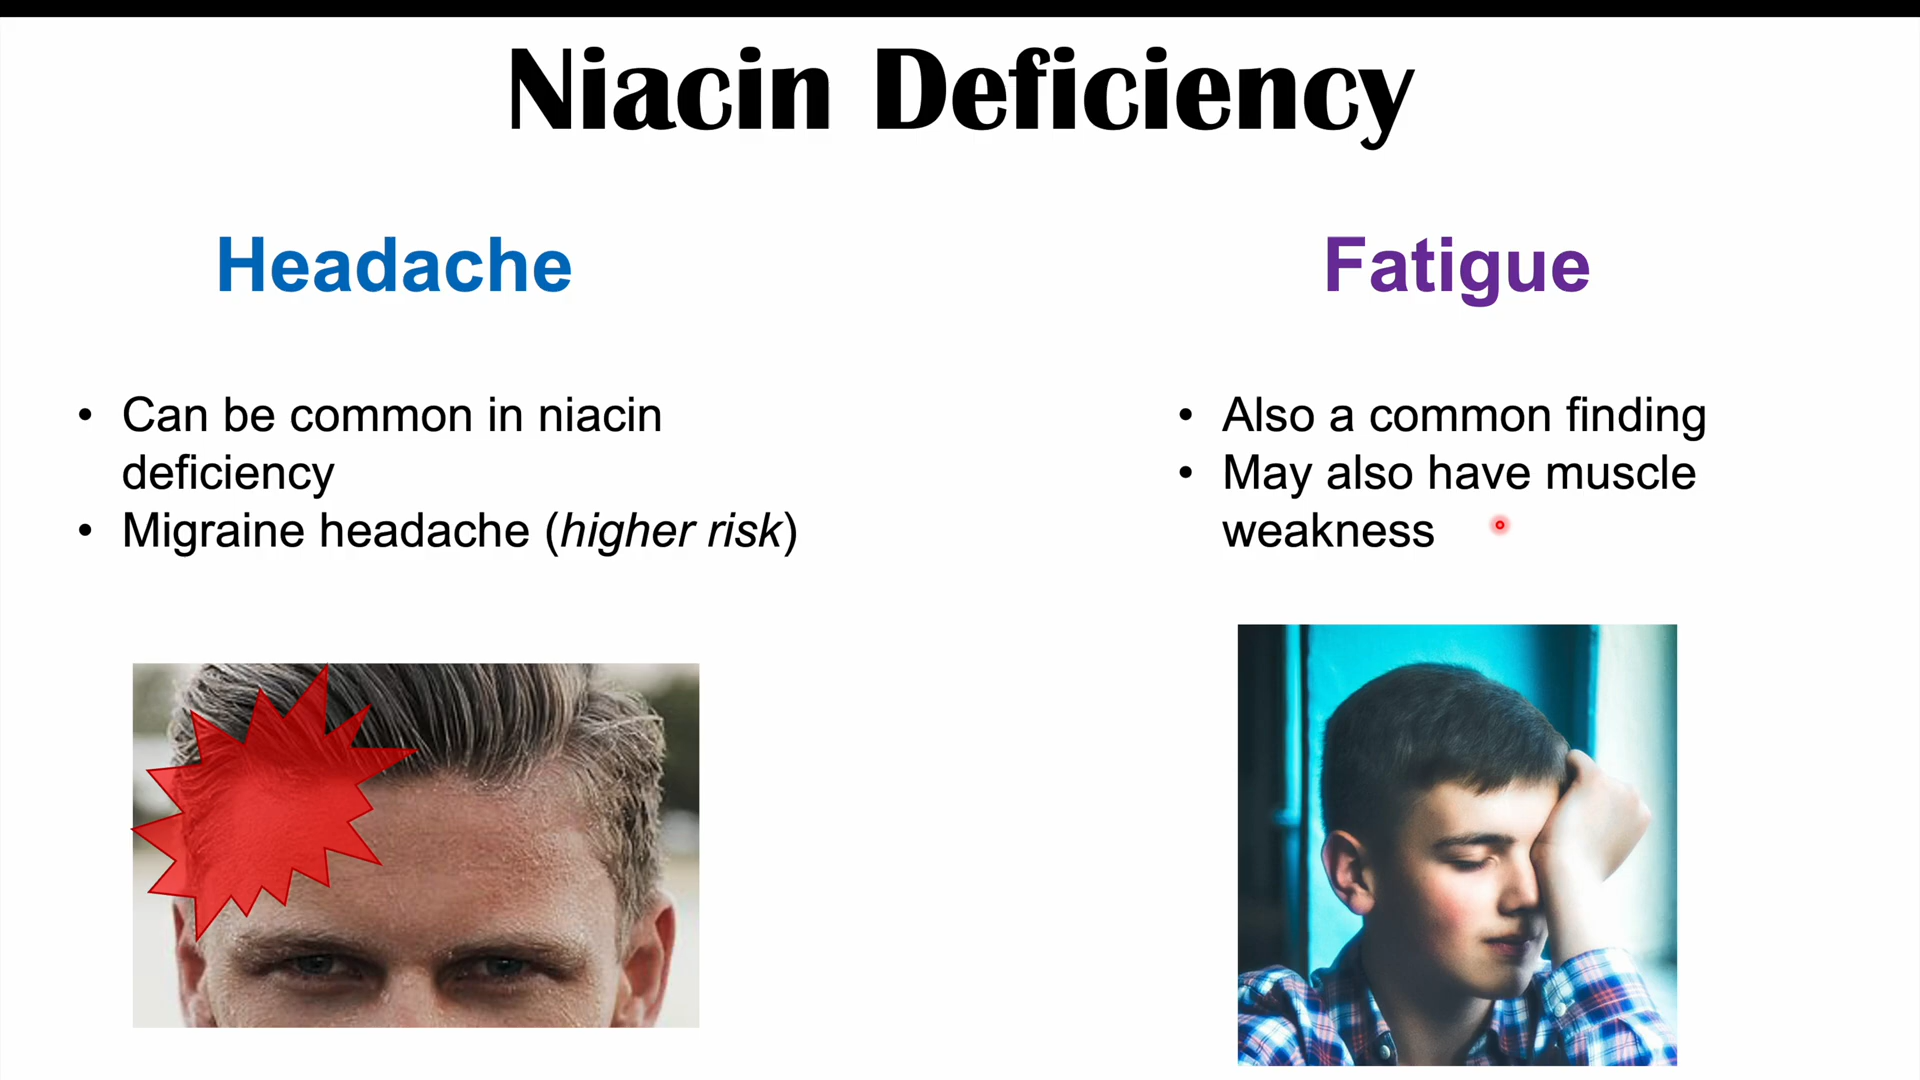 Niacin Deficiency
Headache
• Can be common in niacin
deficiency
• Migraine headache (higher risk)
Fatigue
• Also a common finding
• May also have muscle
weakness